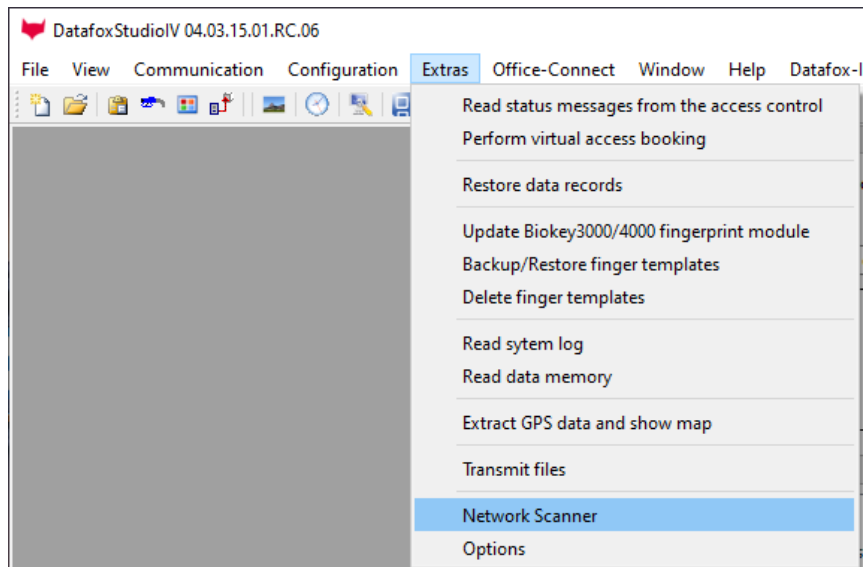 DatafoxStudioIV 04.03.15.01.RC.06
File View Communication Configuration Extras Office-Connect Window Help
Read status messages from the access control
Perform virtual access booking
Restore data records
Update Biokey3000/4000 fingerprint module
Backup/Restore finger templates
Delete finger templates
Read sytem log
Read data memory
Extract GPS data and show map
Transmit files
Network Scanner
Options